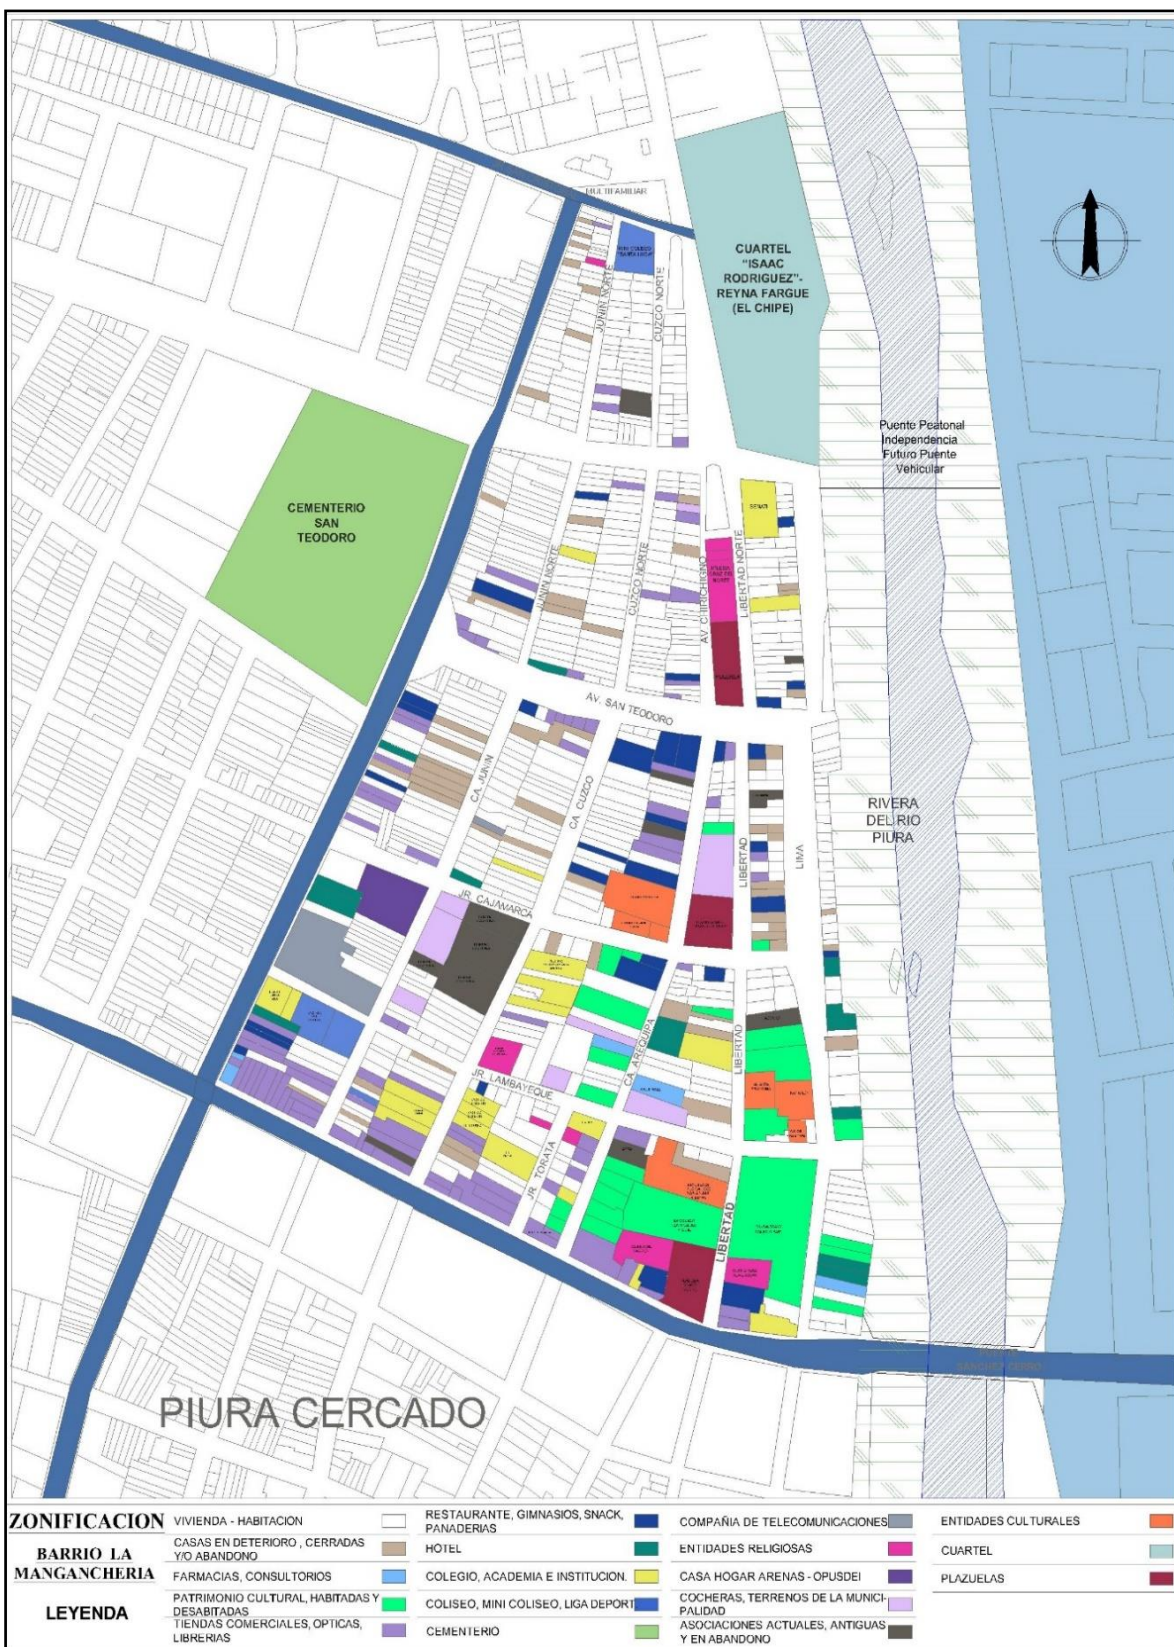 MULTIFAMILIAR
CUARTEL
"ISAAC
RODRIGUEZ"-
REYNA FARGUE
(EL CHIPE)
JUNIN NORTE
CUZCO NORTE
Puente Peatonal
Independencia
Futuro Puente
Vehicular
CEMENTERIO
SAN
TEODORO
JUNIN NORTE
CUZCO NORTE
AV. CHIRICHIGNO
LIBERTAD NORTE
AV. SAN TEODORO
CA. JUNIN
CA. CUZCO
LIBERTAD
LIMA
RIVERA
DEL RIO
PIURA
JR. CAJAMARCA
CA. AREQUIPA
LIBERTAD
JR. LAMBAYEQUE
JR. TORATA
LIBERTAD
SANCHEZ CERRO
PIURA CERCADO
ZONIFICACION
BARRIO LA
MANGANCHERIA
LEYENDA
VIVIENDA - HABITACION
CASAS EN DETERIORO , CERRADAS
Y/O ABANDONO
FARMACIAS, CONSULTORIOS
PATRIMONIO CULTURAL, HABITADAS Y
DESABITADAS
TIENDAS COMERCIALES, OPTICAS,
LIBRERIAS
RESTAURANTE, GIMNASIOS, SNACK,
PANADERIAS
HOTEL
COLEGIO, ACADEMIA E INSTITUCION.
COLISEO, MINI COLISEO, LIGA DEPORT
CEMENTERIO
COMPAÑIA DE TELECOMUNICACIONES
ENTIDADES RELIGIOSAS
CASA HOGAR ARENAS - OPUSDEI
COCHERAS, TERRENOS DE LA MUNICI-
PALIDAD
ASOCIACIONES ACTUALES, ANTIGUAS
Y EN ABANDONO
ENTIDADES CULTURALES
CUARTEL
PLAZUELAS